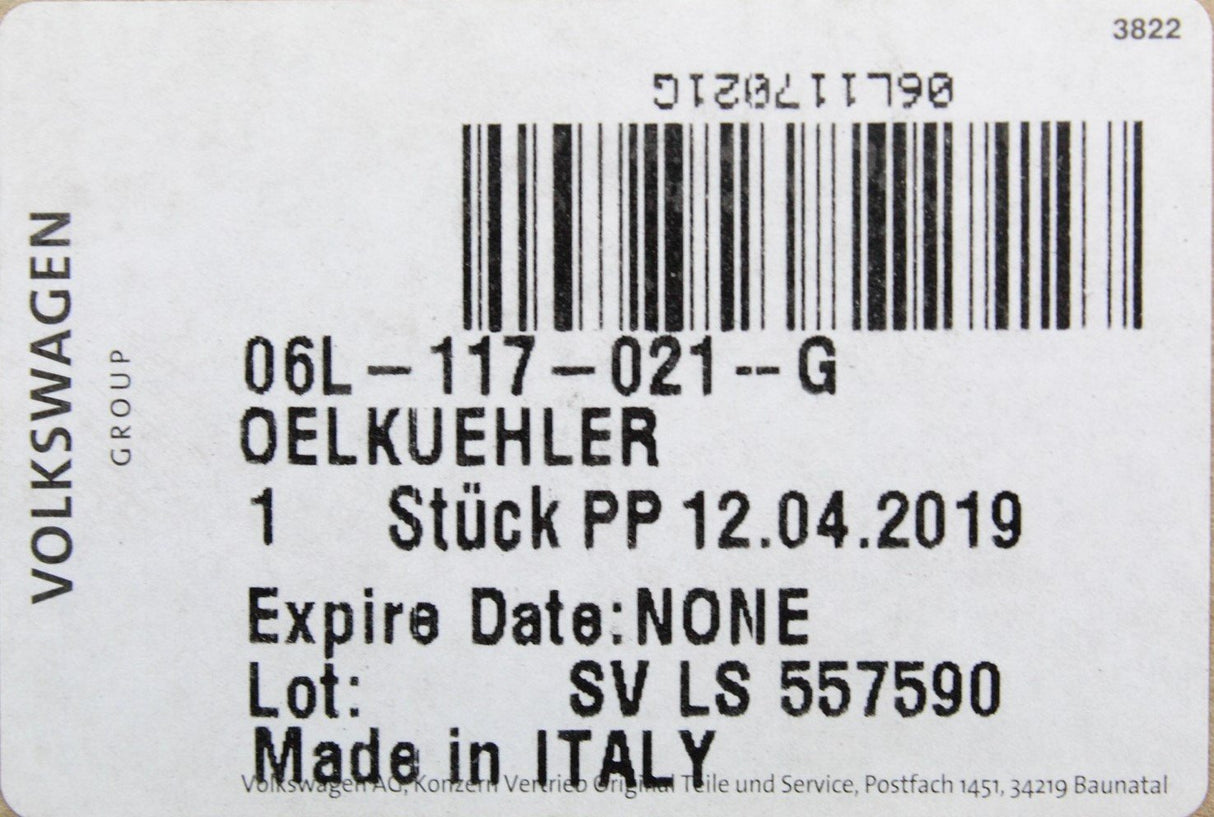 3822
06L117021G
VOLKSWAGEN
GROUP
06L-117-021--G
OELKUEHLER
1 Stück PP 12.04.2019
Expire Date:NONE
Lot: SV LS 557590
Made in ITALY
Volkswagen AG, Konzern Vertrieb Original Teile und Service, Postfach 1451, 34219 Baunatal